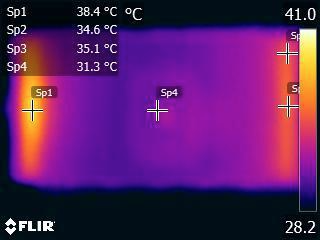 Sp1 38.4 °C °C 41.0
Sp2 34.6 °C
Sp3 35.1 °C
Sp4 31.3 °C
Sp1 Sp4
FLIR 28.2